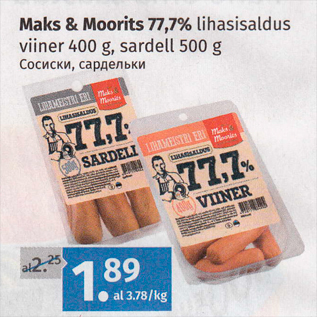 Maks & Moorits 77,7% lihasisaldus
viiner 400 g, sardell 500 g
Сосиски, сардельки
LIHAMEISTRI ERI
Maks & Moorits
LIHASISALDUS
77,7
SARDELL
LIHAMEISTRI ERI
Maks & Moorits
LIHASISALDUS
77,7%
VIINER
al 2.25
1.89
al 3.78/kg